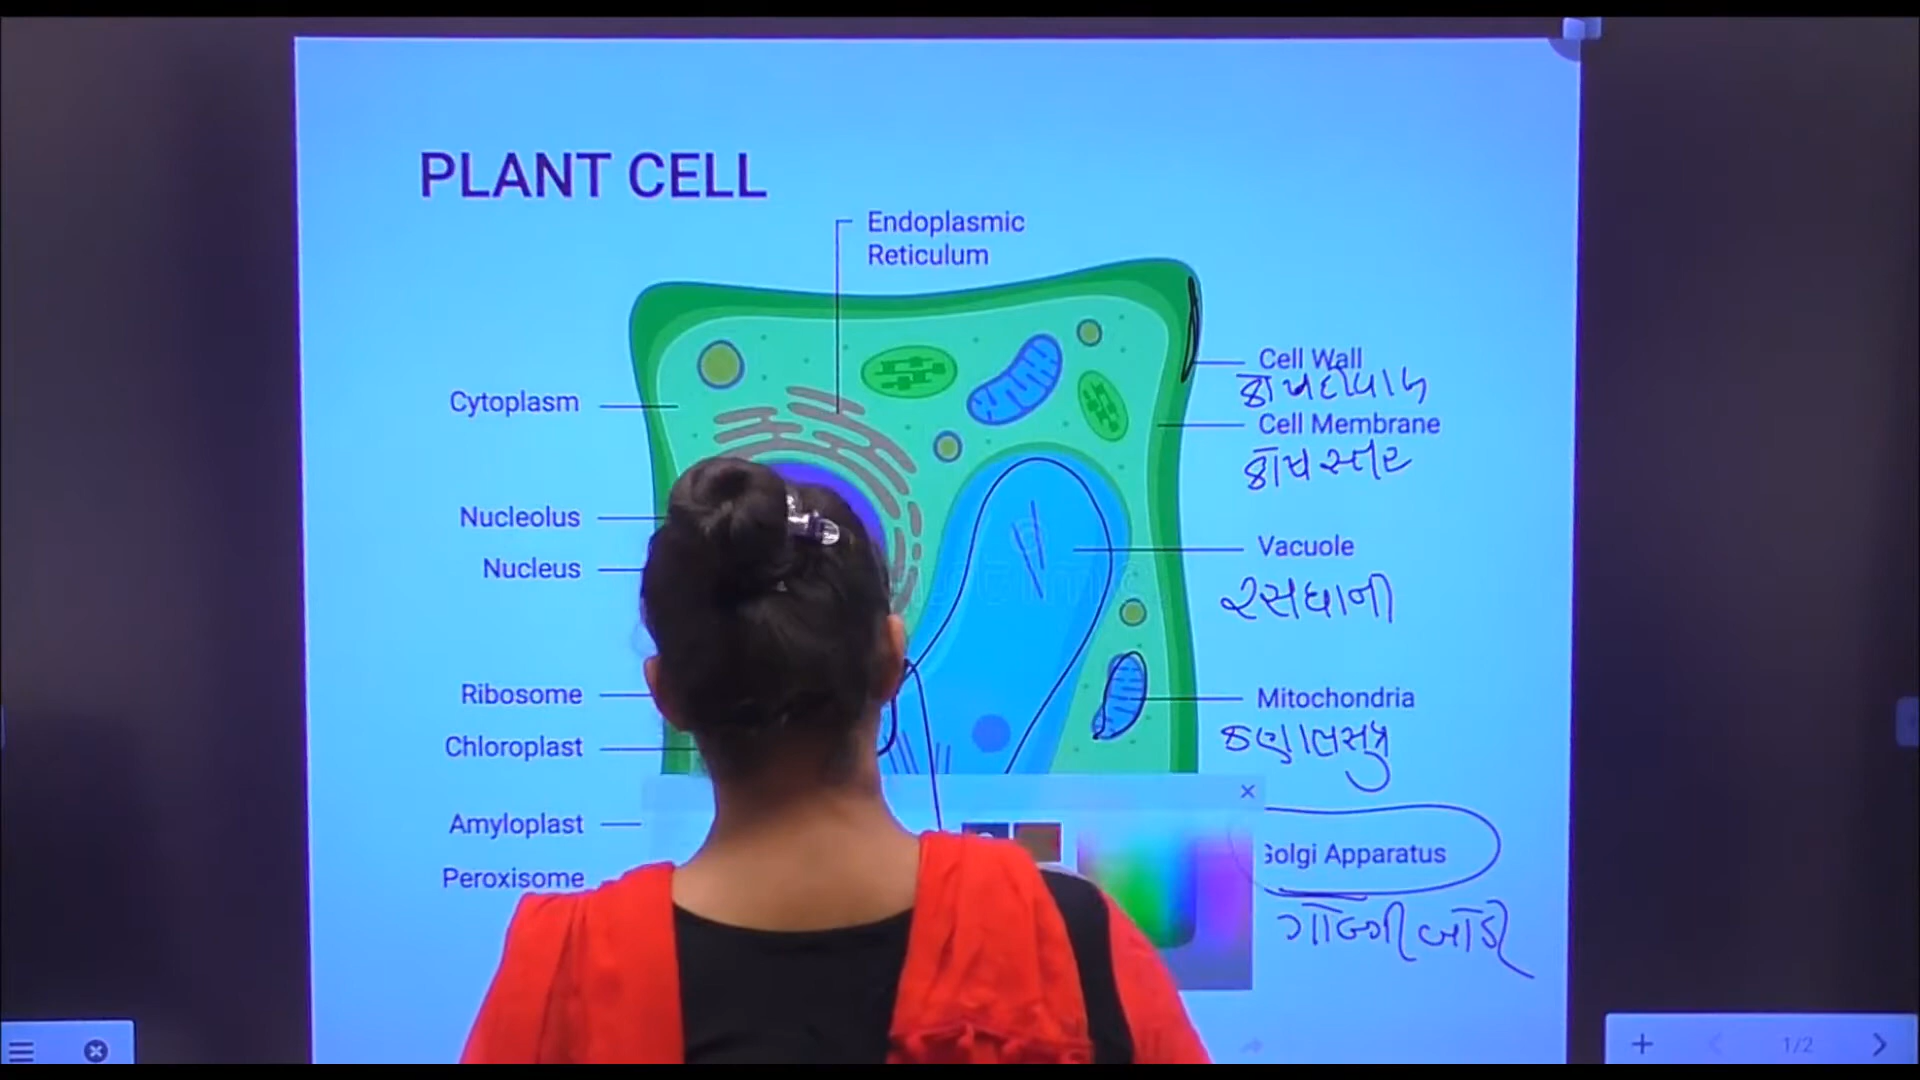 PLANT CELL
Endoplasmic
Reticulum
Cell Wall
કોષદીવાલ
Cytoplasm
Cell Membrane
કોષ સ્તર
Nucleolus
Vacuole
રસધાની
Nucleus
Ribosome
Mitochondria
કણાભસુત્ર
Chloroplast
Amyloplast
Golgi Apparatus
Peroxisome
ગોલ્ગી બોડી
1/2